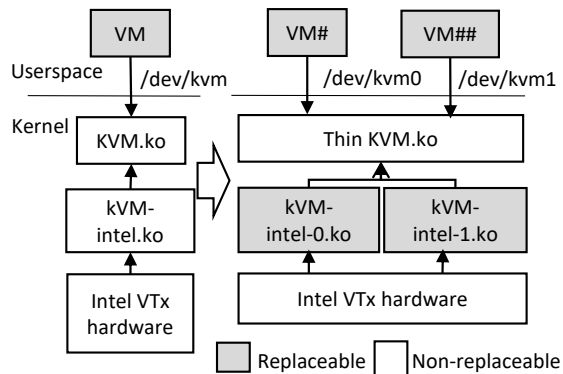 VM
VM#
VM##
Userspace
/dev/kvm
/dev/kvm0
/dev/kvm1
Kernel
KVM.ko
Thin KVM.ko
kVM-
intel.ko
kVM-
intel-0.ko
kVM-
intel-1.ko
Intel VTx
hardware
Intel VTx hardware
Replaceable
Non-replaceable